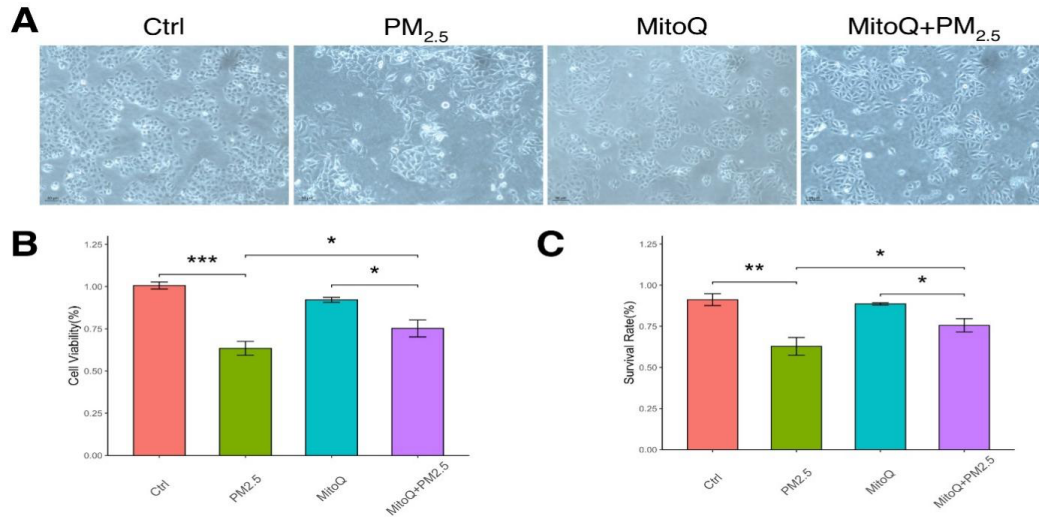 A
Ctrl
PM2.5
MitoQ
MitoQ+PM2.5
B
Cell Viability(%)
1.25
1.00
0.75
0.50
0.25
0.00
***
*
*
Ctrl
PM2.5
MitoQ
MitoQ+PM2.5
C
Survival Rate(%)
1.25
1.00
0.75
0.50
0.25
0.00
**
*
*
Ctrl
PM2.5
MitoQ
MitoQ+PM2.5